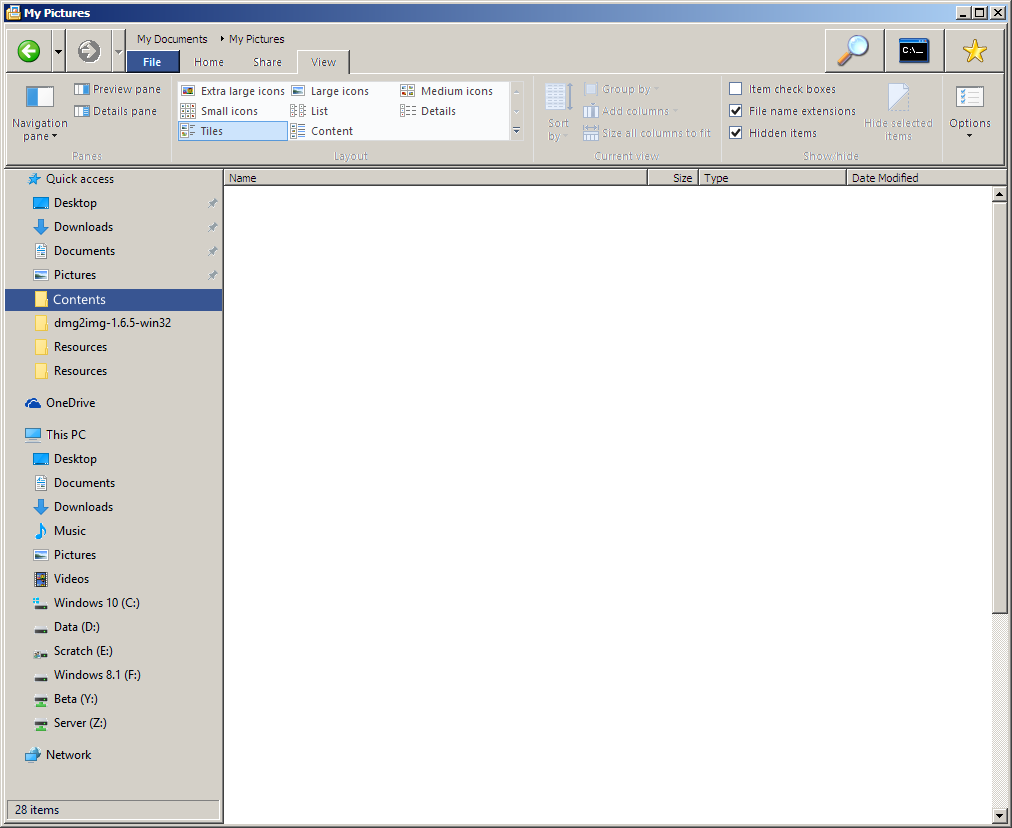 My Pictures
My Documents My Pictures
File Home Share View
Navigation pane
Preview pane
Details pane
Panes
Extra large icons Large icons Medium icons
Small icons List Details
Tiles Content
Layout
Sort by
Group by
Add columns
Size all columns to fit
Current view
Item check boxes
File name extensions
Hidden items
Hide selected items
Show/hide
Options
C:\_
Name Size Type Date Modified
Quick access
Desktop
Downloads
Documents
Pictures
Contents
dmg2img-1.6.5-win32
Resources
Resources
OneDrive
This PC
Desktop
Documents
Downloads
Music
Pictures
Videos
Windows 10 (C:)
Data (D:)
Scratch (E:)
Windows 8.1 (F:)
Beta (Y:)
Server (Z:)
Network
28 items